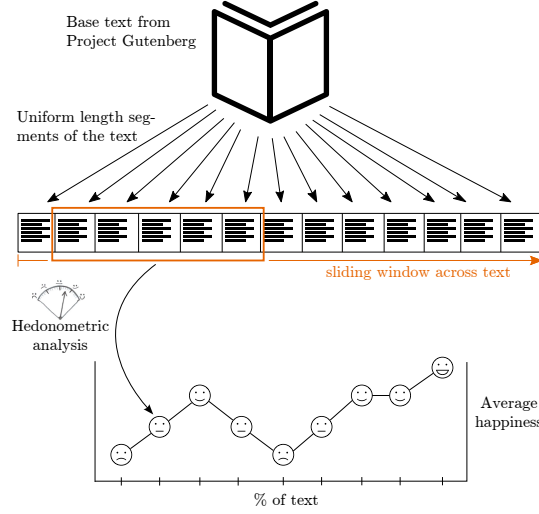 Base text from
Project Gutenberg
Uniform length seg-
ments of the text
sliding window across text
Hedonometric
analysis
Average
happiness
% of text